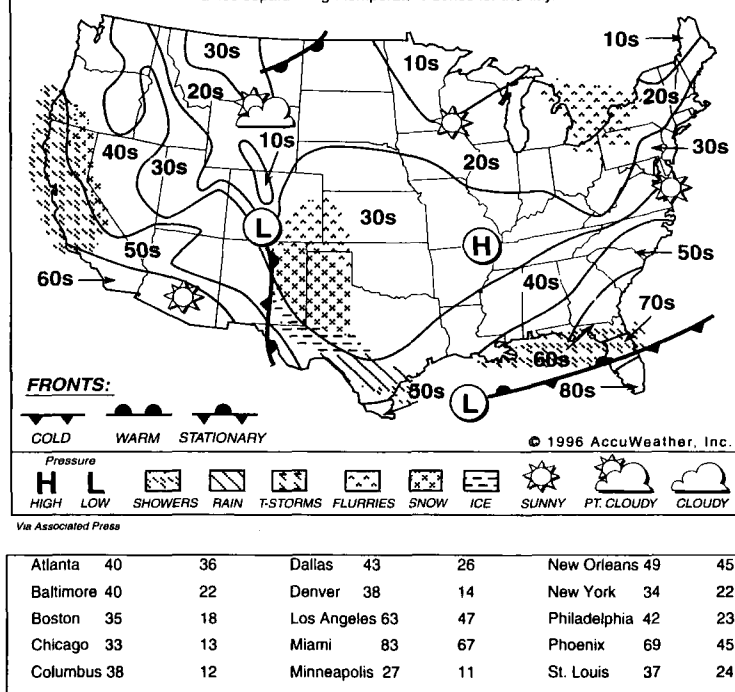 10s
10s
30s
20s
20s
10s
40s
30s
20s
30s
30s
L
H
50s
50s
60s
40s
70s
60s
50s
L
80s
FRONTS:
COLD WARM STATIONARY
© 1996 AccuWeather, Inc.
Pressure
H L
HIGH LOW SHOWERS RAIN T-STORMS FLURRIES SNOW ICE SUNNY PT. CLOUDY CLOUDY
Via Associated Press
Atlanta 40 36 Dallas 43 26 New Orleans 49 45
Baltimore 40 22 Denver 38 14 New York 34 22
Boston 35 18 Los Angeles 63 47 Philadelphia 42 23
Chicago 33 13 Miami 83 67 Phoenix 69 45
Columbus 38 12 Minneapolis 27 11 St. Louis 37 24